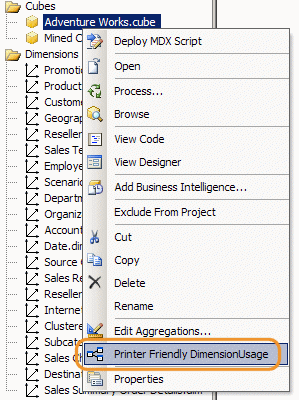 Cubes
Adventure Works.cube
Mined C
Dimensions
Promotio
Product
Custome
Geograp
Reseller
Sales Te
Employe
Scenario
Departm
Organiz
Account
Date.dir
Source C
Sales Re
Reseller
Internet
Clustere
Subcate
Sales Ch
Destinat
Sales Summary Order Details.dim
Deploy MDX Script
Open
Process...
Browse
View Code
View Designer
Add Business Intelligence...
Exclude From Project
Cut
Copy
Delete
Rename
Edit Aggregations...
Printer Friendly DimensionUsage
Properties